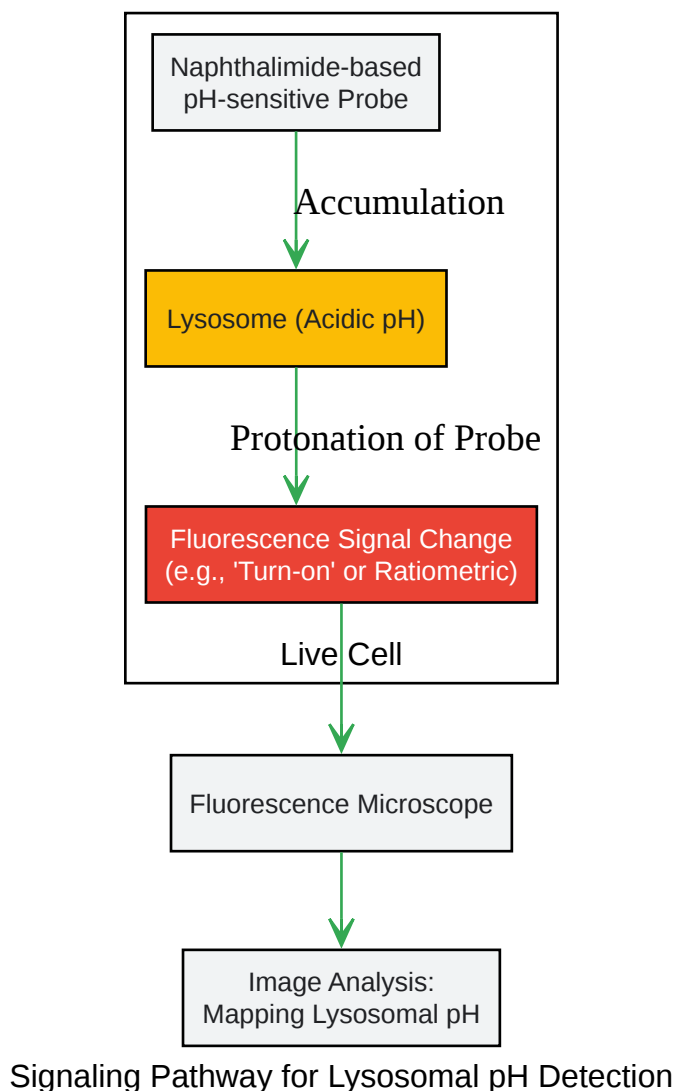 Naphthalimide-based
pH-sensitive Probe
Accumulation
Lysosome (Acidic pH)
Protonation of Probe
Fluorescence Signal Change
(e.g., 'Turn-on' or Ratiometric)
Live Cell
Fluorescence Microscope
Image Analysis:
Mapping Lysosomal pH
Signaling Pathway for Lysosomal pH Detection